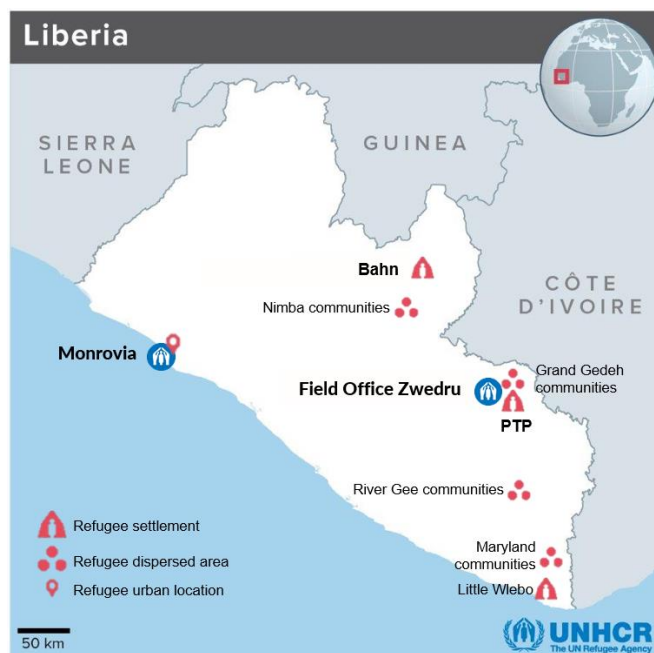 Liberia
SIERRA
LEONE
GUINEA
Bahn
CÔTE
D'IVOIRE
Nimba communities
Monrovia
Grand Gedeh
communities
Field Office Zwedru
PTP
River Gee communities
Maryland
communities
Little Wlebo
Refugee settlement
Refugee dispersed area
Refugee urban location
50 km
UNHCR
The UN Refugee Agency